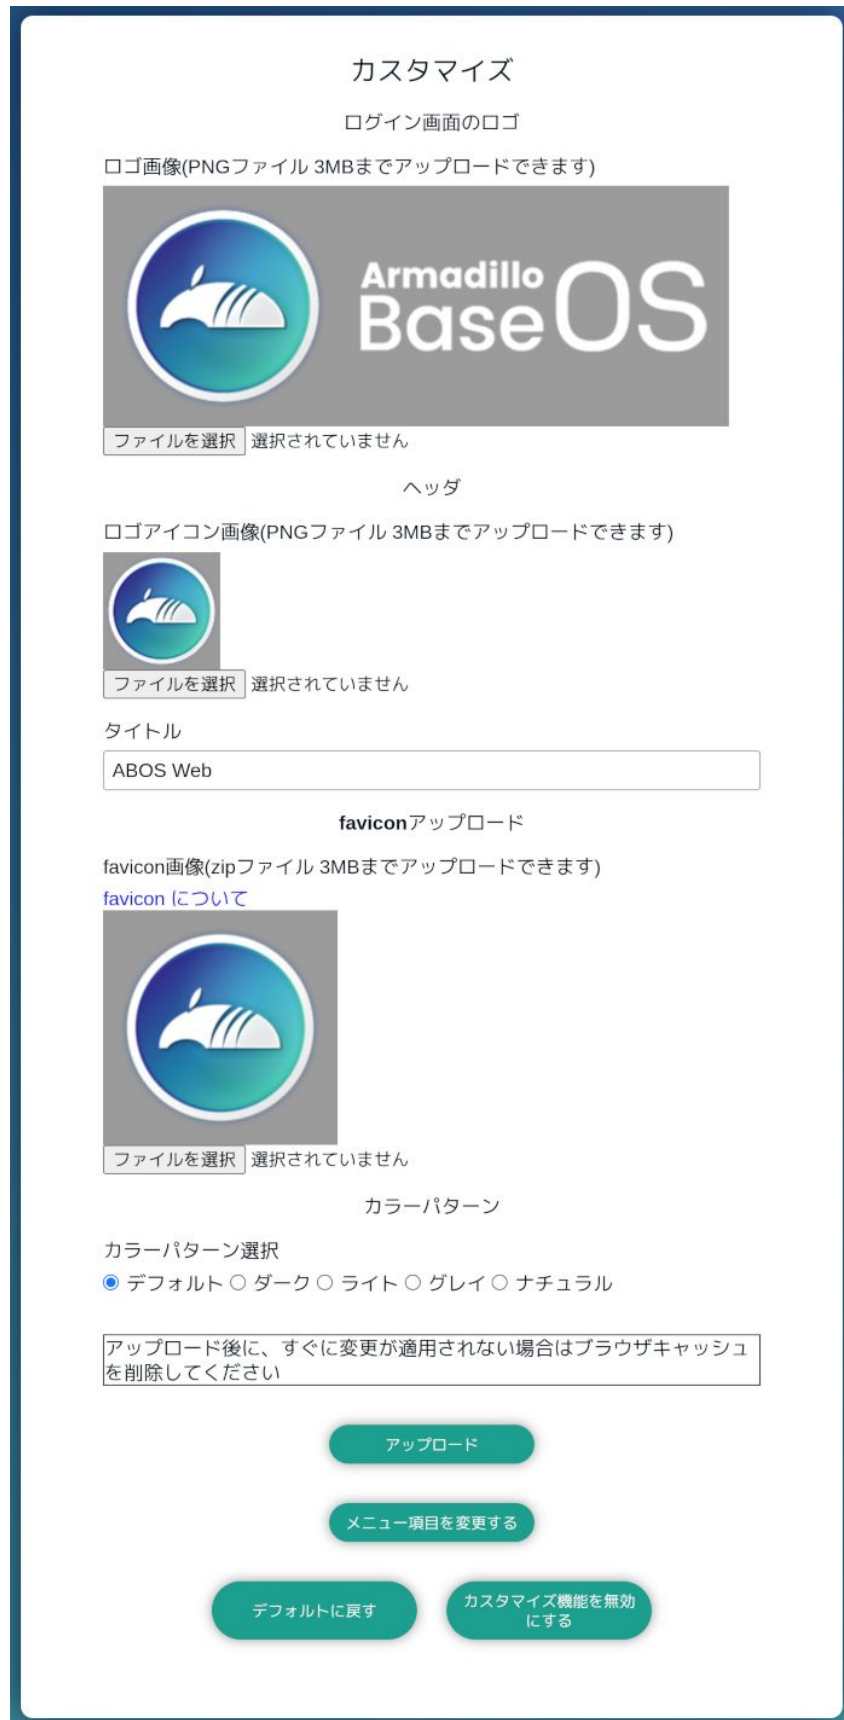 カスタマイズ
ログイン画面のロゴ
ロゴ画像(PNGファイル 3MBまでアップロードできます)
Armadillo
Base OS
ファイルを選択 選択されていません
ヘッダ
ロゴアイコン画像(PNGファイル 3MBまでアップロードできます)
ファイルを選択 選択されていません
タイトル
ABOS Web
faviconアップロード
favicon画像(zipファイル 3MBまでアップロードできます)
favicon について
ファイルを選択 選択されていません
カラーパターン
カラーパターン選択
デフォルト ダーク ライト グレイ ナチュラル
アップロード後に、すぐに変更が適用されない場合はブラウザキャッシュ
を削除してください
アップロード
メニュー項目を変更する
デフォルトに戻す
カスタマイズ機能を無効
にする